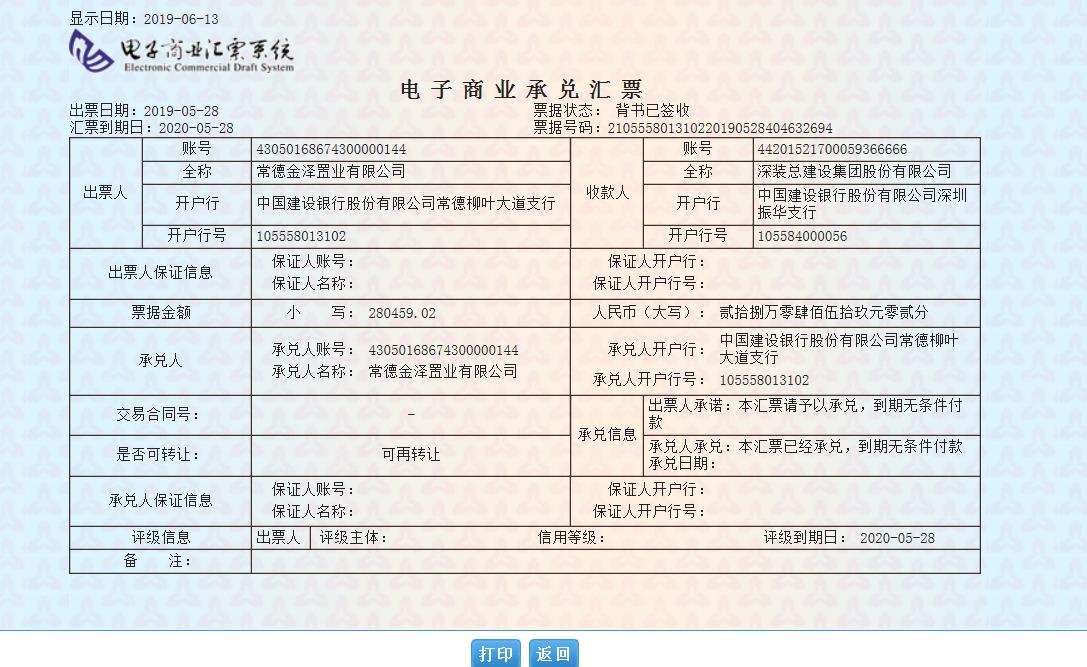 显示日期：2019-06-13
电子商业汇票系统
Electronic Commercial Draft System
电子商业承兑汇票
出票日期：2019-05-28 票据状态： 背书已签收
汇票到期日：2020-05-28 票据号码：210555801310220190528404632694
出票人 账号 43050168674300000144 收款人 账号 44201521700059366666
全称 常德金泽置业有限公司 全称 深装总建设集团股份有限公司
开户行 中国建设银行股份有限公司常德柳叶大道支行 开户行 中国建设银行股份有限公司深圳
振华支行
开户行号 105558013102 开户行号 105584000056
出票人保证信息 保证人账号： 保证人开户行：
保证人名称： 保证人开户行号：
票据金额 小 写： 280459.02 人民币（大写）： 贰拾捌万零肆佰伍拾玖元零贰分
承兑人 承兑人账号： 43050168674300000144 承兑人开户行： 中国建设银行股份有限公司常德柳叶
大道支行
承兑人名称： 常德金泽置业有限公司 承兑人开户行号： 105558013102
交易合同号： - 承兑信息 出票人承诺：本汇票请予以承兑，到期无条件付
款
是否可转让： 可再转让 承兑人承兑：本汇票已经承兑，到期无条件付款
承兑日期：
承兑人保证信息 保证人账号： 保证人开户行：
保证人名称： 保证人开户行号：
评级信息 出票人 评级主体： 信用等级： 评级到期日： 2020-05-28
备 注：
打印 返回